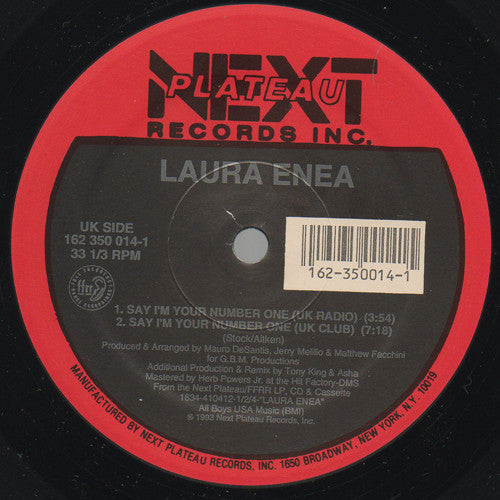 NEXT
PLATEAU
RECORDS INC.
LAURA ENEA
UK SIDE
162 350 014-1
33 1/3 RPM
162-350014-1
ffrr
1. SAY I'M YOUR NUMBER ONE (UK RADIO) (3:54)
2. SAY I'M YOUR NUMBER ONE (UK CLUB) (7:18)
(Stock/Aitken)
Produced & Arranged by Mauro DeSantis, Jerry Melillo & Matthew Facchini
for G.B.M. Productions
Additional Production & Remix by Tony King & Asha
Mastered by Herb Powers Jr. at the Hit Factory-DMS
From the Next Plateau/FFRR LP, CO & Cassette
1834-410412-1/2/4-"LAURA ENEA"
All Boys USA Music (BMI)
℗ 1993 Next Plateau Records, Inc.
MANUFACTURED BY NEXT PLATEAU RECORDS, INC. 1650 BROADWAY, NEW YORK, N.Y. 10019